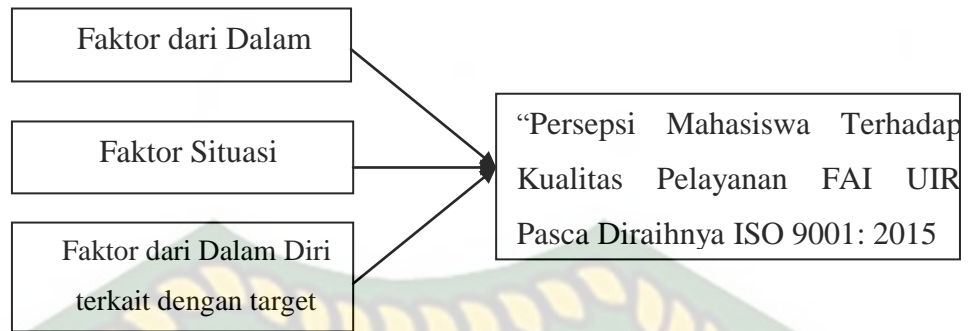 Faktor dari Dalam
Faktor Situasi
Faktor dari Dalam Diri
terkait dengan target
“Persepsi Mahasiswa Terhadap
Kualitas Pelayanan FAI UIR
Pasca Diraihnya ISO 9001: 2015